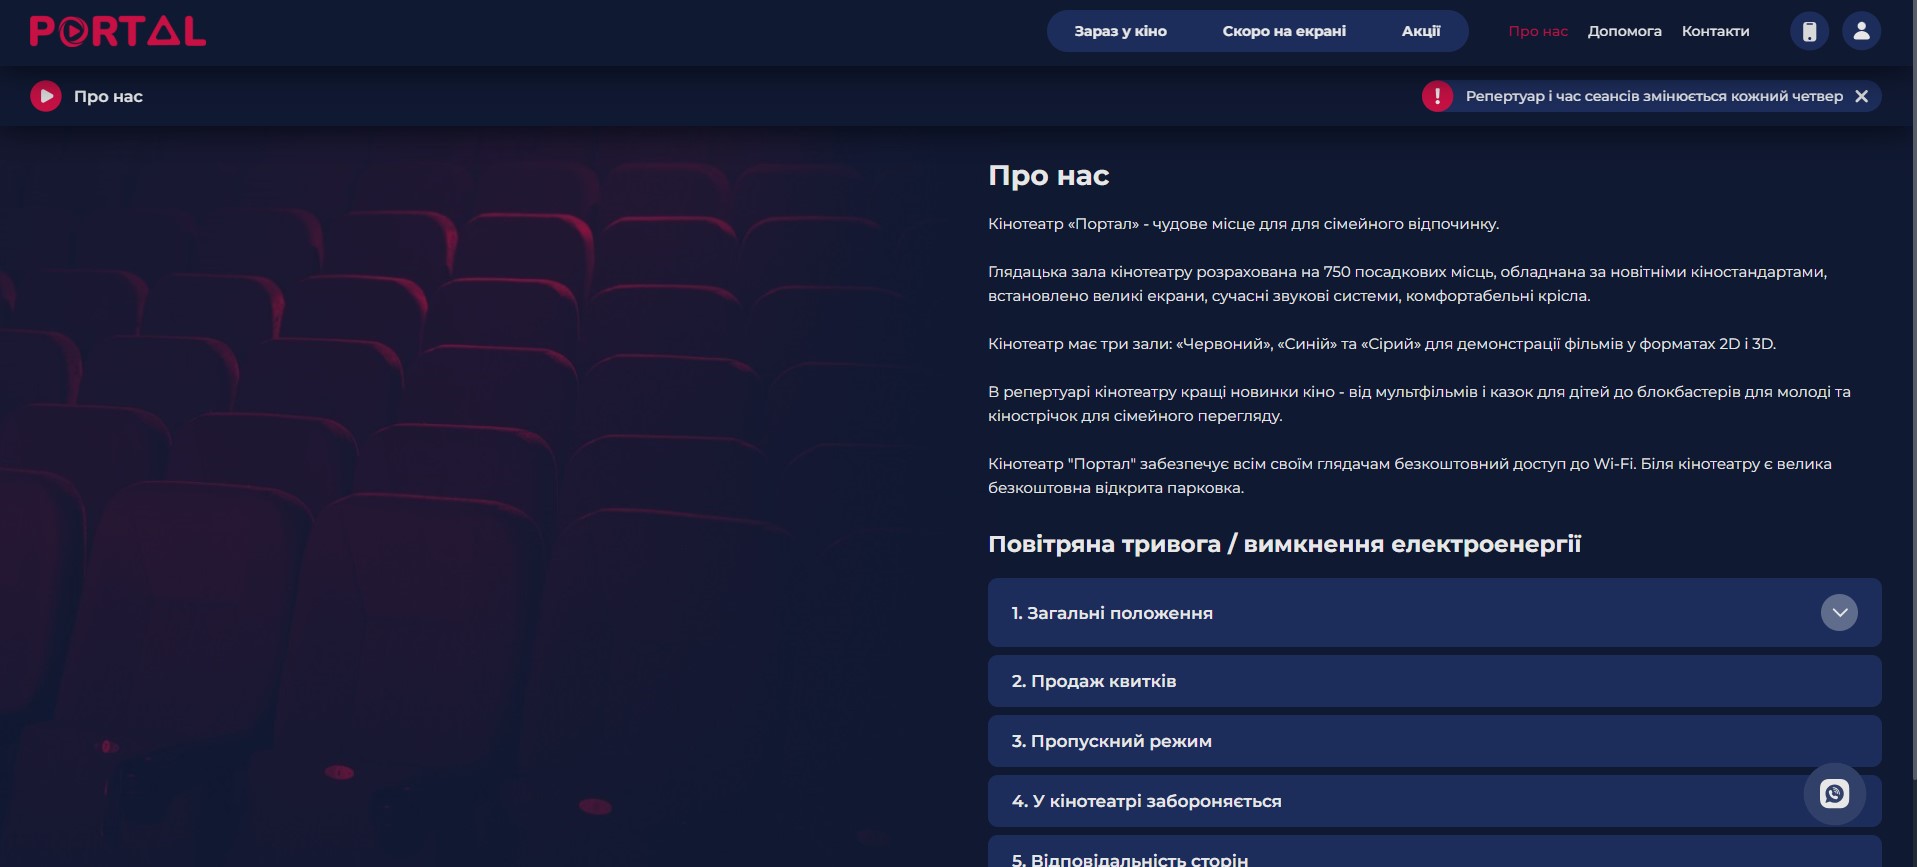 PORTAL
Зараз у кіно
Скоро на екрані
Акції
Про нас
Допомога
Контакти
Про нас
Репертуар і час сеансів змінюється кожний четвер
Про нас
Кінотеатр «Портал» - чудове місце для для сімейного відпочинку.
Глядацька зала кінотеатру розрахована на 750 посадкових місць, обладнана за новітніми кіностандартами,
встановлено великі екрани, сучасні звукові системи, комфортабельні крісла.
Кінотеатр має три зали: «Червоний», «Синій» та «Сірий» для демонстрації фільмів у форматах 2D і 3D.
В репертуарі кінотеатру кращі новинки кіно - від мультфільмів і казок для дітей до блокбастерів для молоді та
кінострічок для сімейного перегляду.
Кінотеатр "Портал" забезпечує всім своїм глядачам безкоштовний доступ до Wi-Fi. Біля кінотеатру є велика
безкоштовна відкрита парковка.
Повітряна тривога / вимкнення електроенергії
1. Загальні положення
2. Продаж квитків
3. Пропускний режим
4. У кінотеатрі забороняється
5. Відповідальність сторін